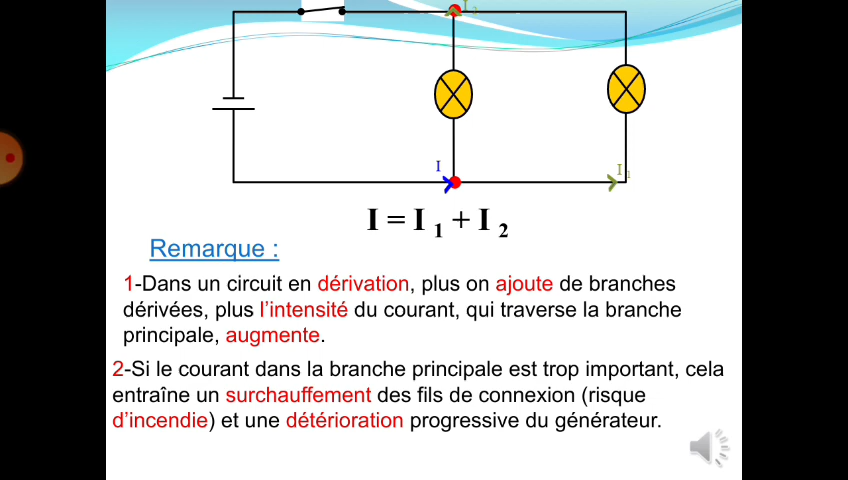 I 2
I
I 1
I = I 1 + I 2
Remarque :
1-Dans un circuit en dérivation, plus on ajoute de branches
dérivées, plus l’intensité du courant, qui traverse la branche
principale, augmente.
2-Si le courant dans la branche principale est trop important, cela
entraîne un surchauffement des fils de connexion (risque
d’incendie) et une détérioration progressive du générateur.